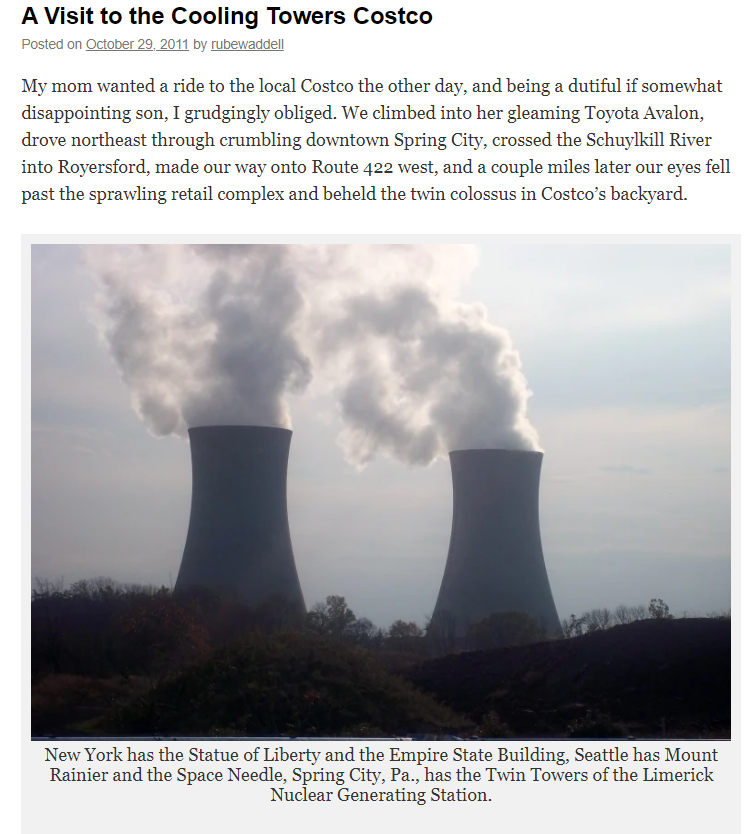 A Visit to the Cooling Towers Costco
Posted on October 29, 2011 by rubewaddell
My mom wanted a ride to the local Costco the other day, and being a dutiful if somewhat
disappointing son, I grudgingly obliged. We climbed into her gleaming Toyota Avalon,
drove northeast through crumbling downtown Spring City, crossed the Schuylkill River
into Royersford, made our way onto Route 422 west, and a couple miles later our eyes fell
past the sprawling retail complex and beheld the twin colossus in Costco’s backyard.
New York has the Statue of Liberty and the Empire State Building, Seattle has Mount
Rainier and the Space Needle, Spring City, Pa., has the Twin Towers of the Limerick
Nuclear Generating Station.